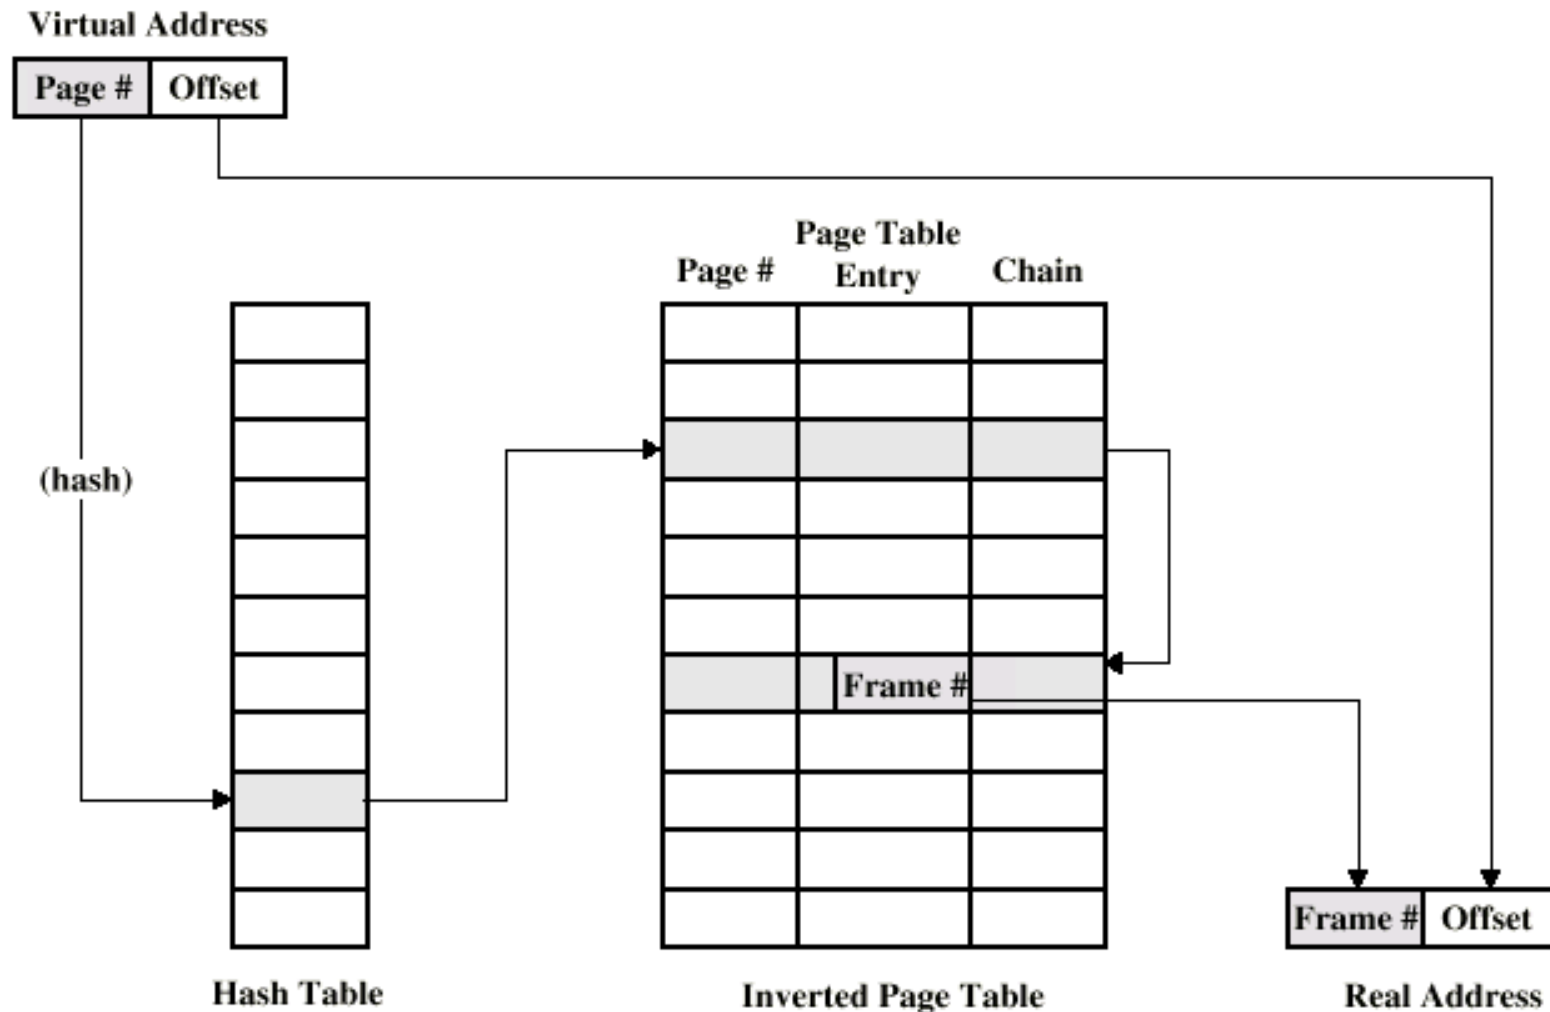 Virtual Address
Page # Offset
Page Table
Page # Entry Chain
(hash)
Frame #
Frame # Offset
Hash Table
Inverted Page Table
Real Address